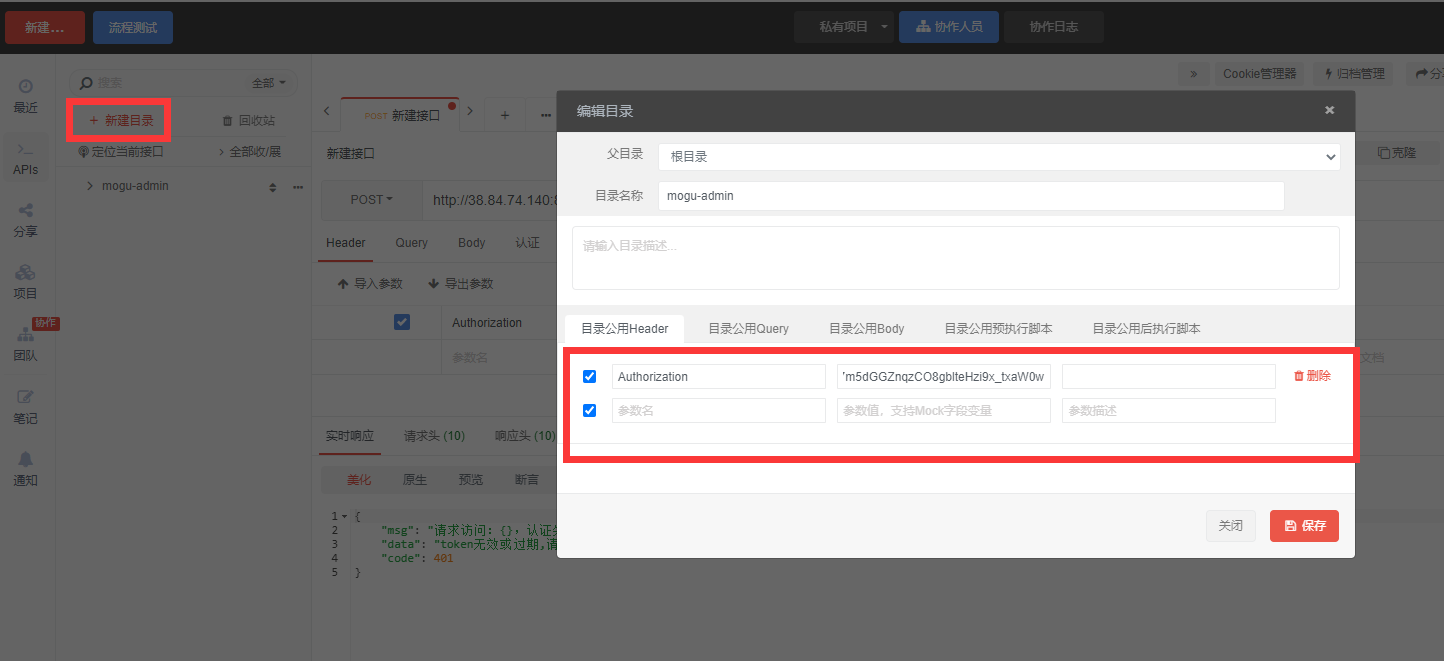 新建...
流程测试
私有项目
协作人员
协作日志
最近
APIs
分享
项目
协作
团队
笔记
通知
搜索
全部
+ 新建目录
回收站
定位当前接口
> 全部收/展
> mogu-admin
...
»
Cookie管理器
归档管理
<
POST 新建接口
>
+
...
新建接口
克隆
POST
http://38.84.74.140:
Header
Query
Body
认证
导入参数
导出参数
Authorization
参数名
文档
实时响应
请求头 (10)
响应头 (10)
美化
原生
预览
断言
1 {
2 "msg": "请求访问: {}, 认证
3 "data": "token无效或过期,请
4 "code": 401
5 }
编辑目录
×
父目录
根目录
目录名称
mogu-admin
请输入目录描述...
目录公用Header
目录公用Query
目录公用Body
目录公用预执行脚本
目录公用后执行脚本
Authorization
m5dGGZnqzCO8gblteHzi9x_txaW0w
删除
参数名
参数值，支持Mock字段变量
参数描述
关闭
保存